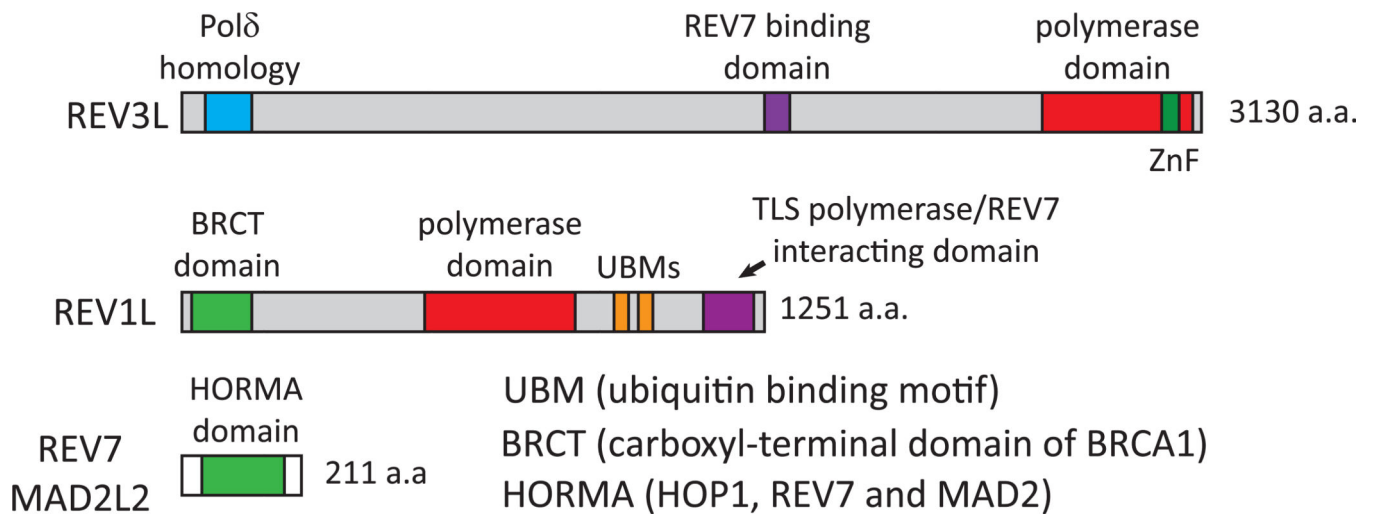 Polδ
homology
REV7 binding
domain
polymerase
domain
REV3L
3130 a.a.
ZnF
BRCT
domain
polymerase
domain
UBMs
TLS polymerase/REV7
interacting domain
REV1L
1251 a.a.
HORMA
domain
REV7
MAD2L2
211 a.a
UBM (ubiquitin binding motif)
BRCT (carboxyl-terminal domain of BRCA1)
HORMA (HOP1, REV7 and MAD2)